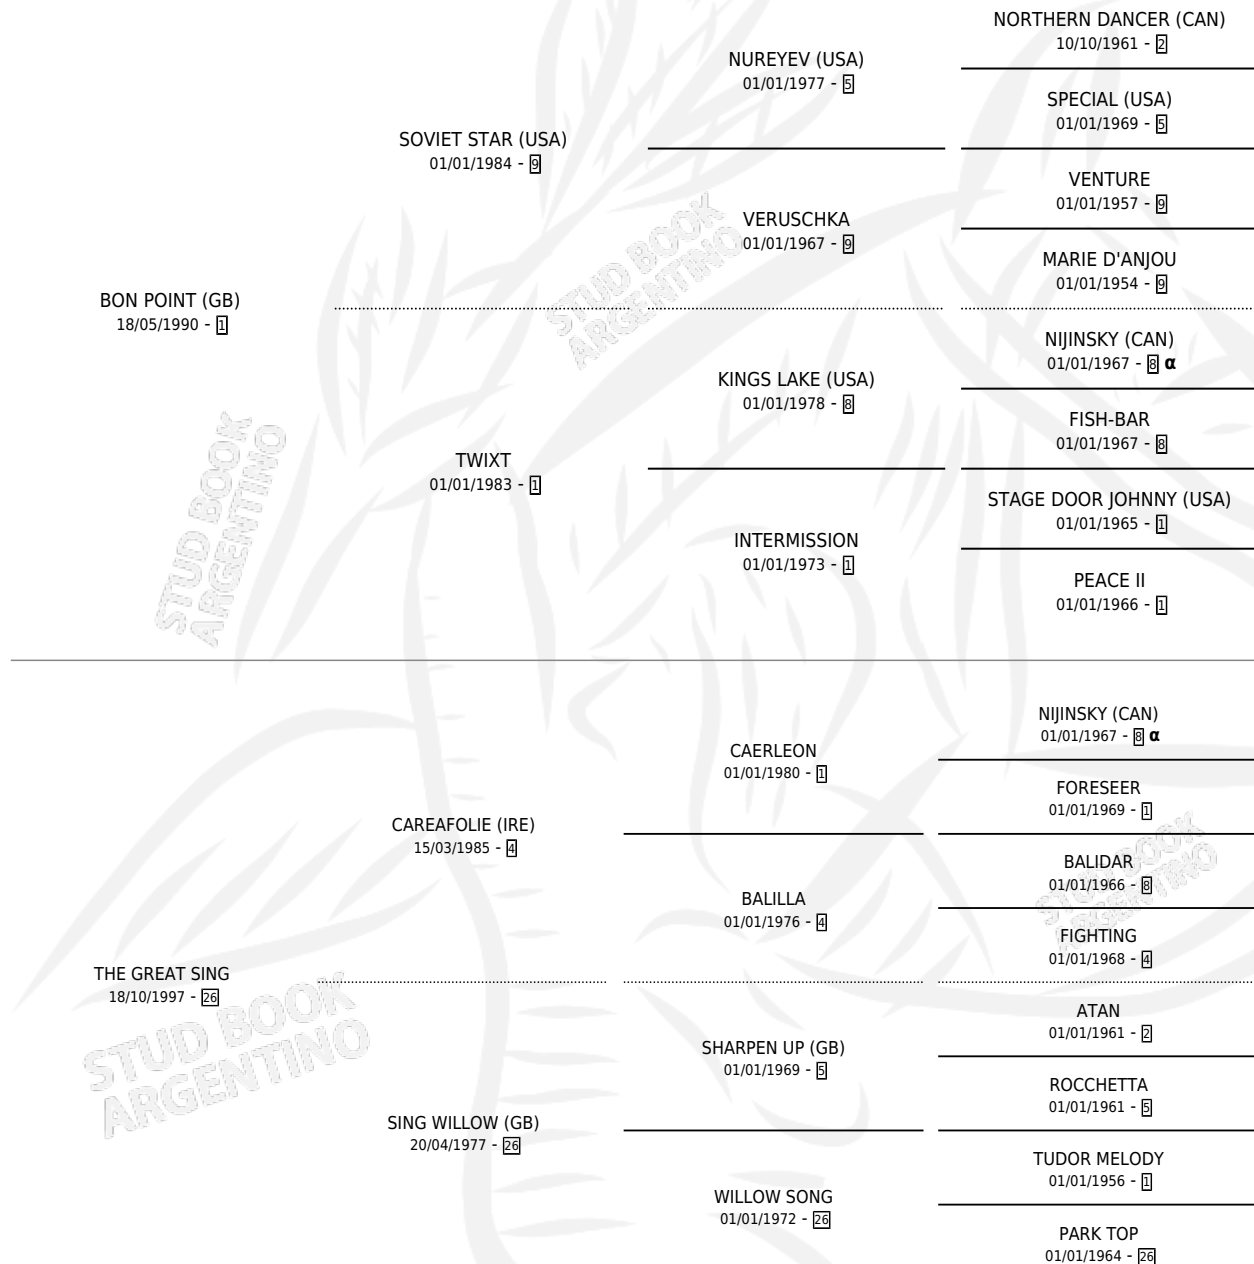 NORTHERN DANCER (CAN)
10/10/1961 - 2
NUREYEV (USA)
01/01/1977 - 5
SPECIAL (USA)
01/01/1969 - 5
SOVIET STAR (USA)
01/01/1984 - 9
VENTURE
01/01/1957 - 9
VERUSCHKA
01/01/1967 - 9
MARIE D'ANJOU
01/01/1954 - 9
STUD BOOK
ARGENTINO
BON POINT (GB)
18/05/1990 - 1
NIJINSKY (CAN)
01/01/1967 - 8 α
KINGS LAKE (USA)
01/01/1978 - 8
FISH-BAR
01/01/1967 - 8
TWIXT
01/01/1983 - 1
STAGE DOOR JOHNNY (USA)
01/01/1965 - 1
INTERMISSION
01/01/1973 - 1
PEACE II
01/01/1966 - 1
STUD BOOK
ARGENTINO
NIJINSKY (CAN)
01/01/1967 - 8 α
CAERLEON
01/01/1980 - 1
FORESEER
01/01/1969 - 1
CAREAFOLIE (IRE)
15/03/1985 - 4
BALIDAR
01/01/1966 - 8
BALILLA
01/01/1976 - 4
FIGHTING
01/01/1968 - 4
STUD BOOK
ARGENTINO
THE GREAT SING
18/10/1997 - 26
ATAN
01/01/1961 - 2
SHARPEN UP (GB)
01/01/1969 - 5
ROCCHETTA
01/01/1961 - 5
STUD BOOK
ARGENTINO
SING WILLOW (GB)
20/04/1977 - 26
TUDOR MELODY
01/01/1956 - 1
WILLOW SONG
01/01/1972 - 26
PARK TOP
01/01/1964 - 26